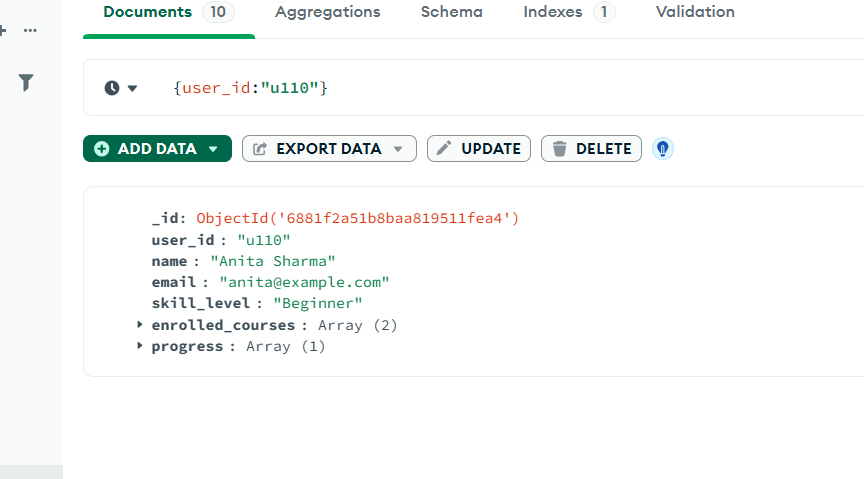 Documents 10 Aggregations Schema Indexes 1 Validation
{user_id:"u110"}
ADD DATA EXPORT DATA UPDATE DELETE
_id: ObjectId('6881f2a51b8baa819511fea4')
user_id : "u110"
name : "Anita Sharma"
email : "anita@example.com"
skill_level : "Beginner"
enrolled_courses : Array (2)
progress : Array (1)